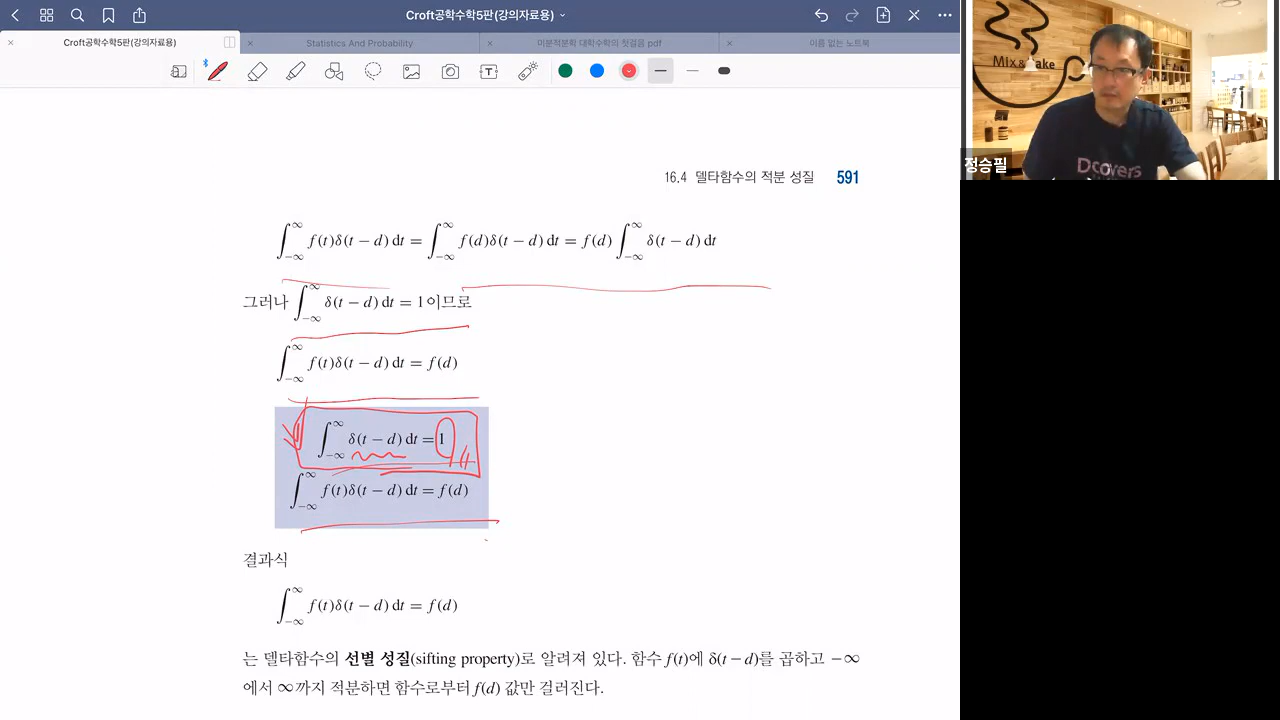 Croft공학수학5판(강의자료용)
Croft공학수학5판(강의자료용)
Statistics And Probability
미분적분학 대학수학의 첫걸음 pdf
이름 없는 노트북
16.4 델타함수의 적분 성질 591
∫_{−∞}^{∞} f(t)δ(t − d) dt = ∫_{−∞}^{∞} f(d)δ(t − d) dt = f(d) ∫_{−∞}^{∞} δ(t − d) dt
그러나 ∫_{−∞}^{∞} δ(t − d) dt = 1이므로
∫_{−∞}^{∞} f(t)δ(t − d) dt = f(d)
∫_{−∞}^{∞} δ(t − d) dt = 1
∫_{−∞}^{∞} f(t)δ(t − d) dt = f(d)
결과식
∫_{−∞}^{∞} f(t)δ(t − d) dt = f(d)
는 델타함수의 선별 성질(sifting property)로 알려져 있다. 함수 f(t)에 δ(t − d)를 곱하고 −∞
에서 ∞까지 적분하면 함수로부터 f(d) 값만 걸러진다.
Mix & Bake
Dcovers
정승필